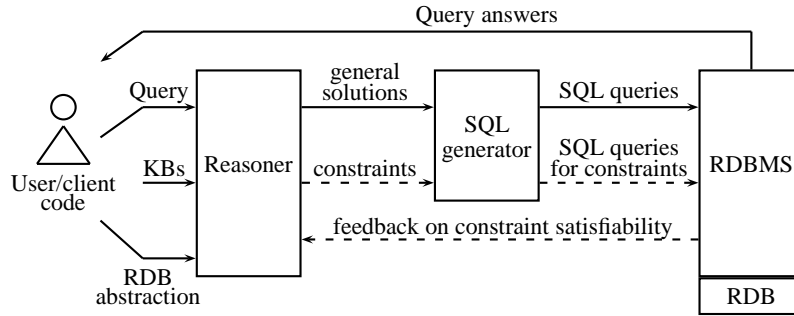 Query answers
Query
general
solutions
SQL queries
Reasoner
SQL
generator
RDBMS
User/client
code
KBs
constraints
SQL queries
for constraints
feedback on constraint satisfiability
RDB
abstraction
RDB